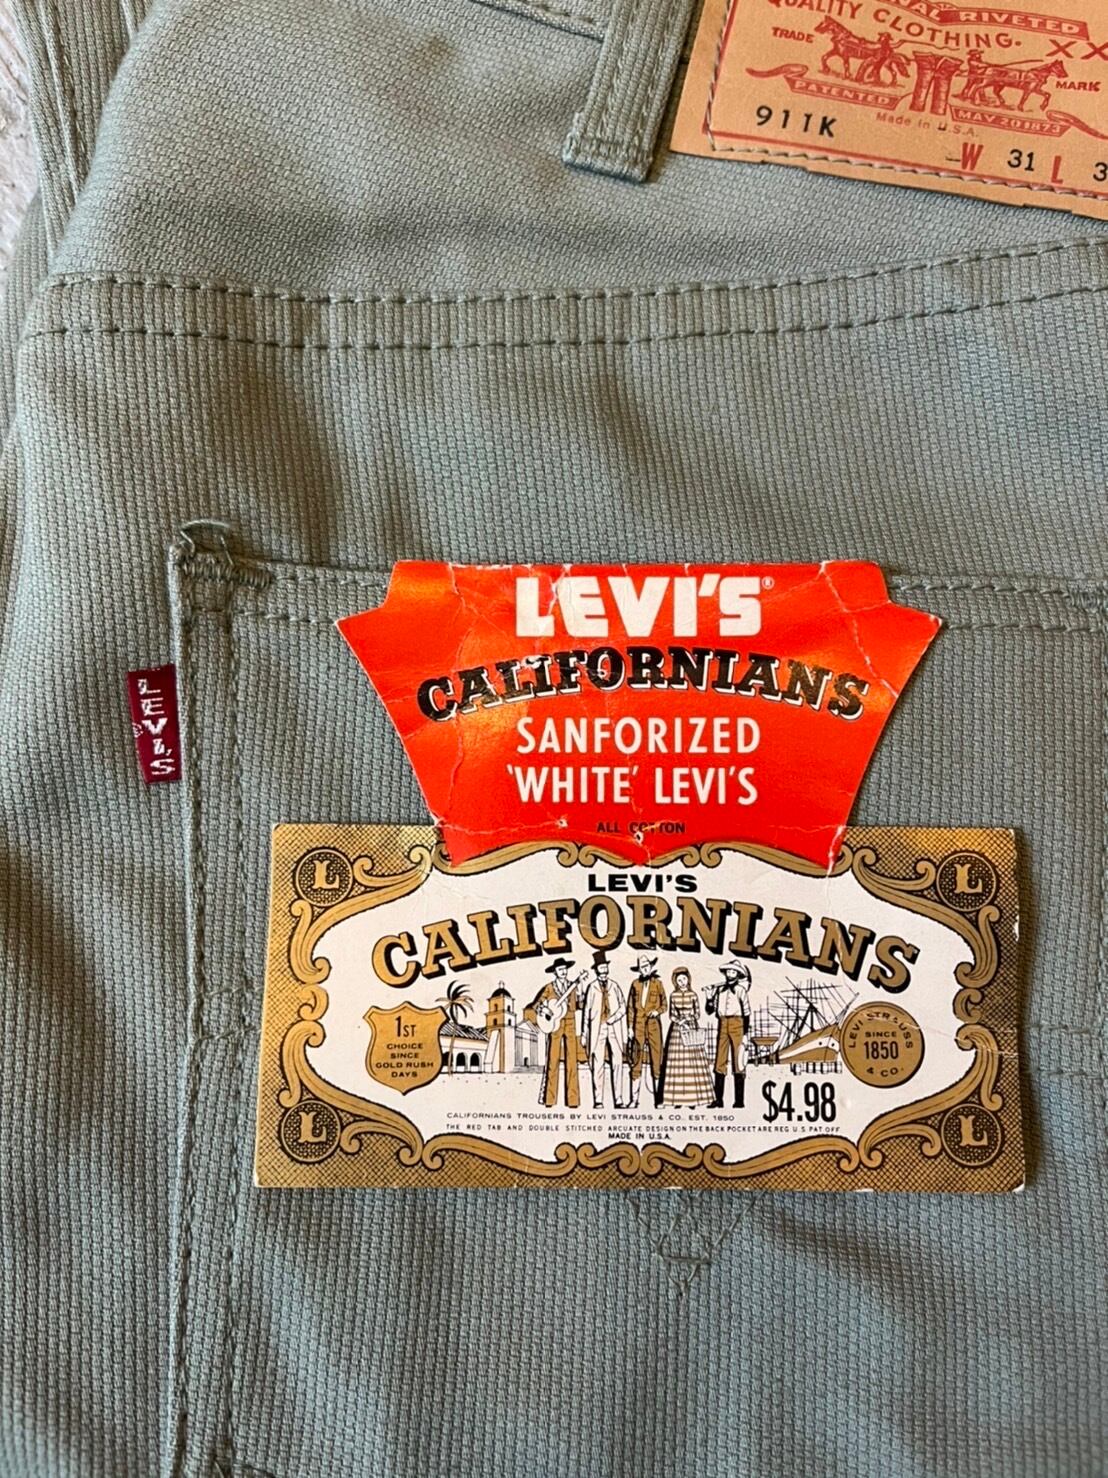 RIVETED
QUALITY CLOTHING.
XX
TRADE
MARK
PATENTED
MAY 20 1873
Made in U.S.A.
911K
W 31 L 3
LEVI'S®
CALIFORNIANS
SANFORIZED
'WHITE' LEVI'S
ALL COTTON
LEVI'S
L
L
LEVI'S
CALIFORNIANS
1ST
CHOICE
SINCE
GOLD RUSH
DAYS
LEVI STRAUSS
SINCE
1850
& CO.
$4.98
CALIFORNIANS TROUSERS BY LEVI STRAUSS & CO. EST. 1850
THE RED TAB AND DOUBLE STITCHED ARCUATE DESIGN ON THE BACK POCKET ARE REG. U.S. PAT OFF
MADE IN U.S.A.
L
L